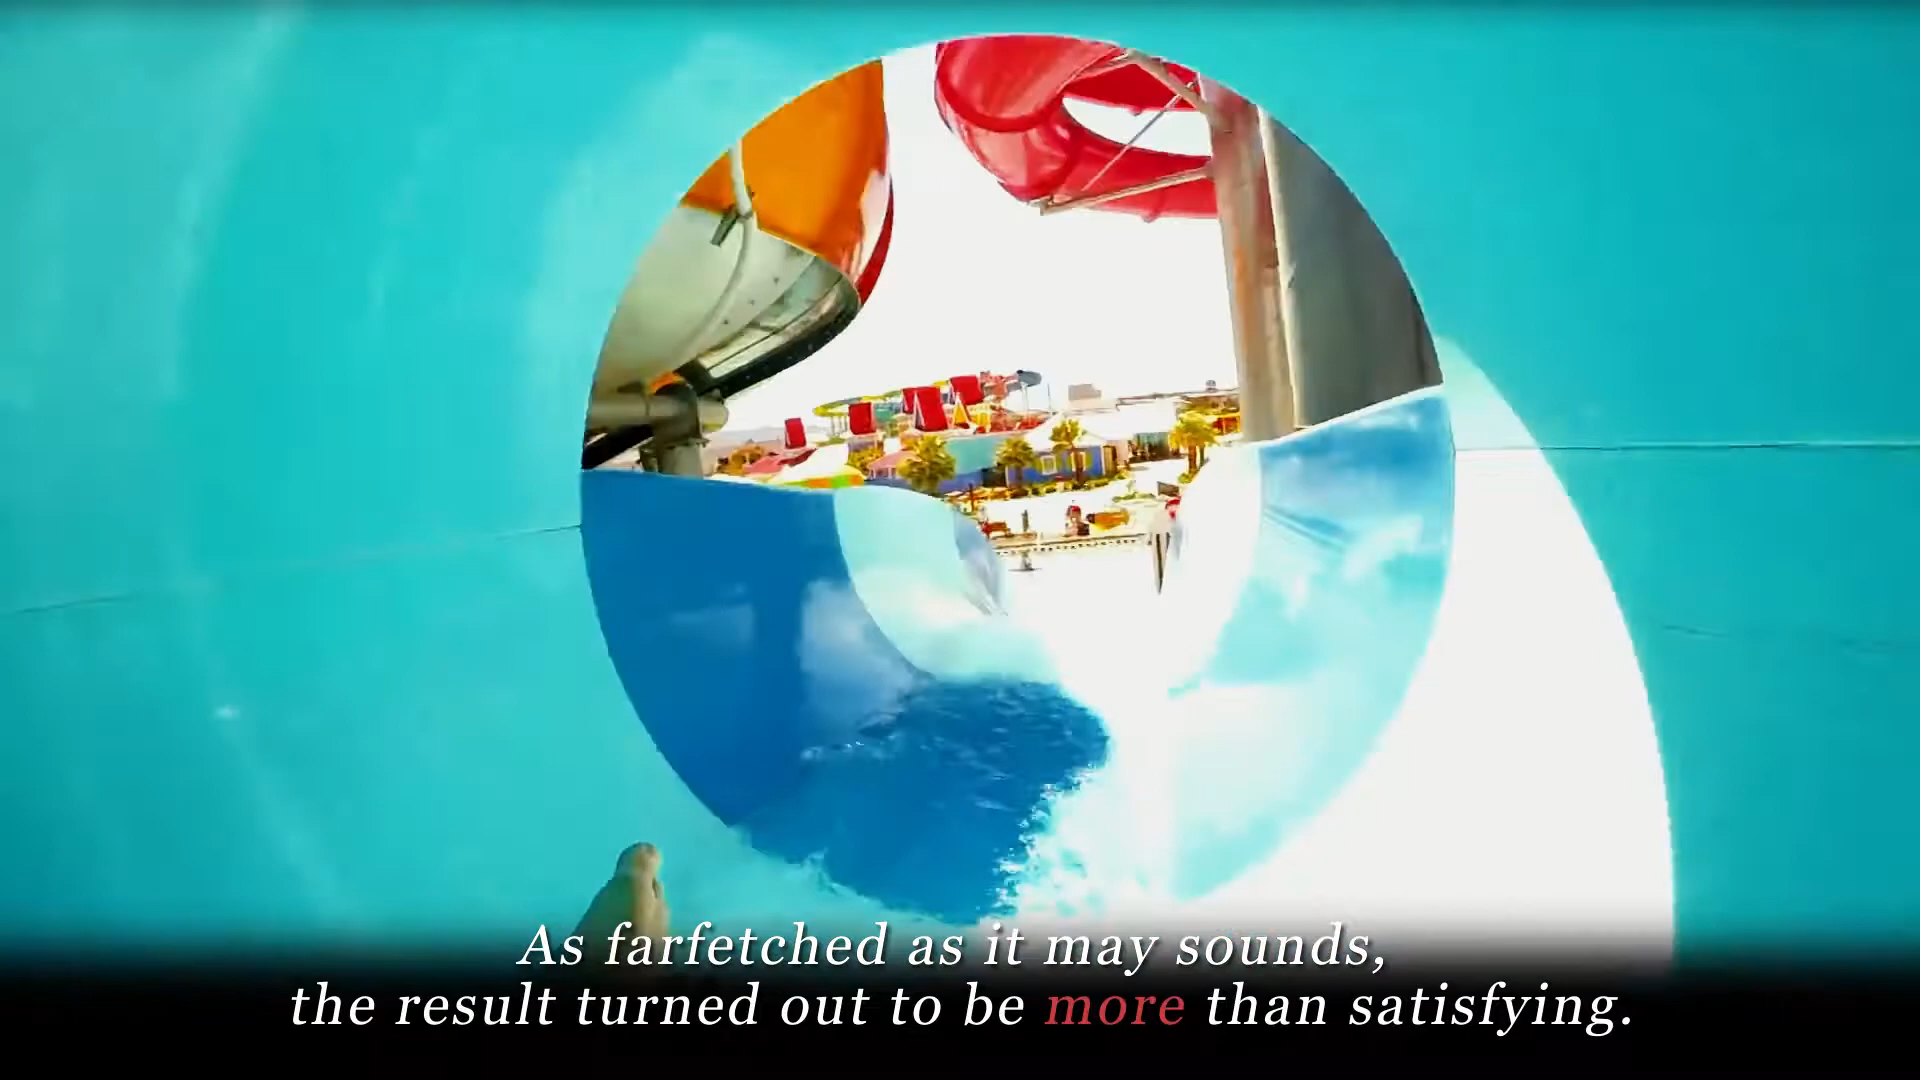 As farfetched as it may sounds,
the result turned out to be more than satisfying.